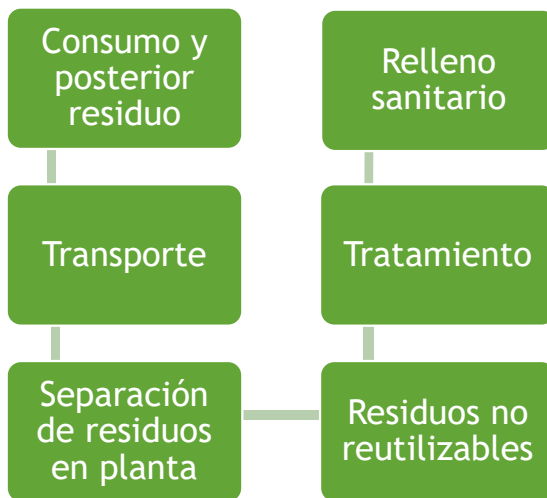 Consumo y
posterior
residuo
Transporte
Separación
de residuos
en planta
Residuos no
reutilizables
Tratamiento
Relleno
sanitario